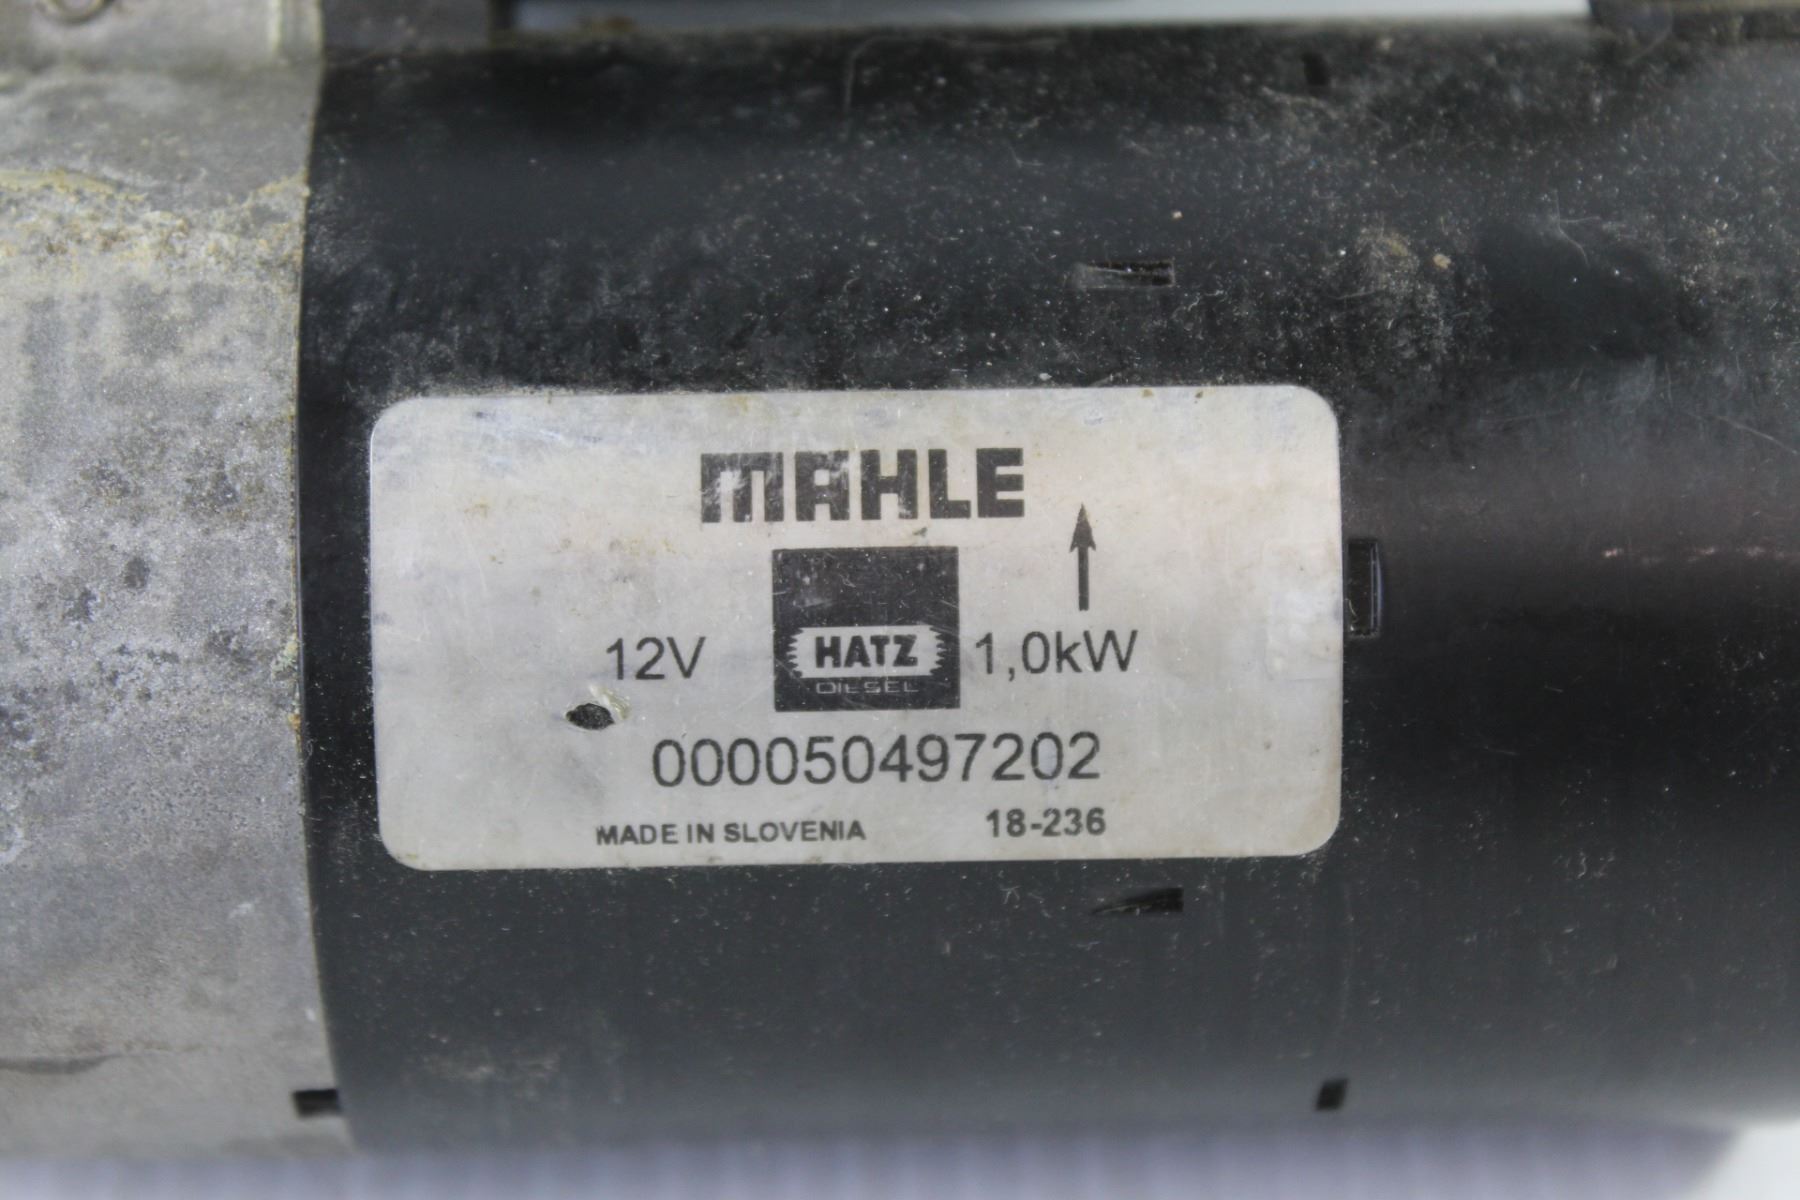 MAHLE
12V HATZ 1,0kW
DIESEL
000050497202
MADE IN SLOVENIA 18-236